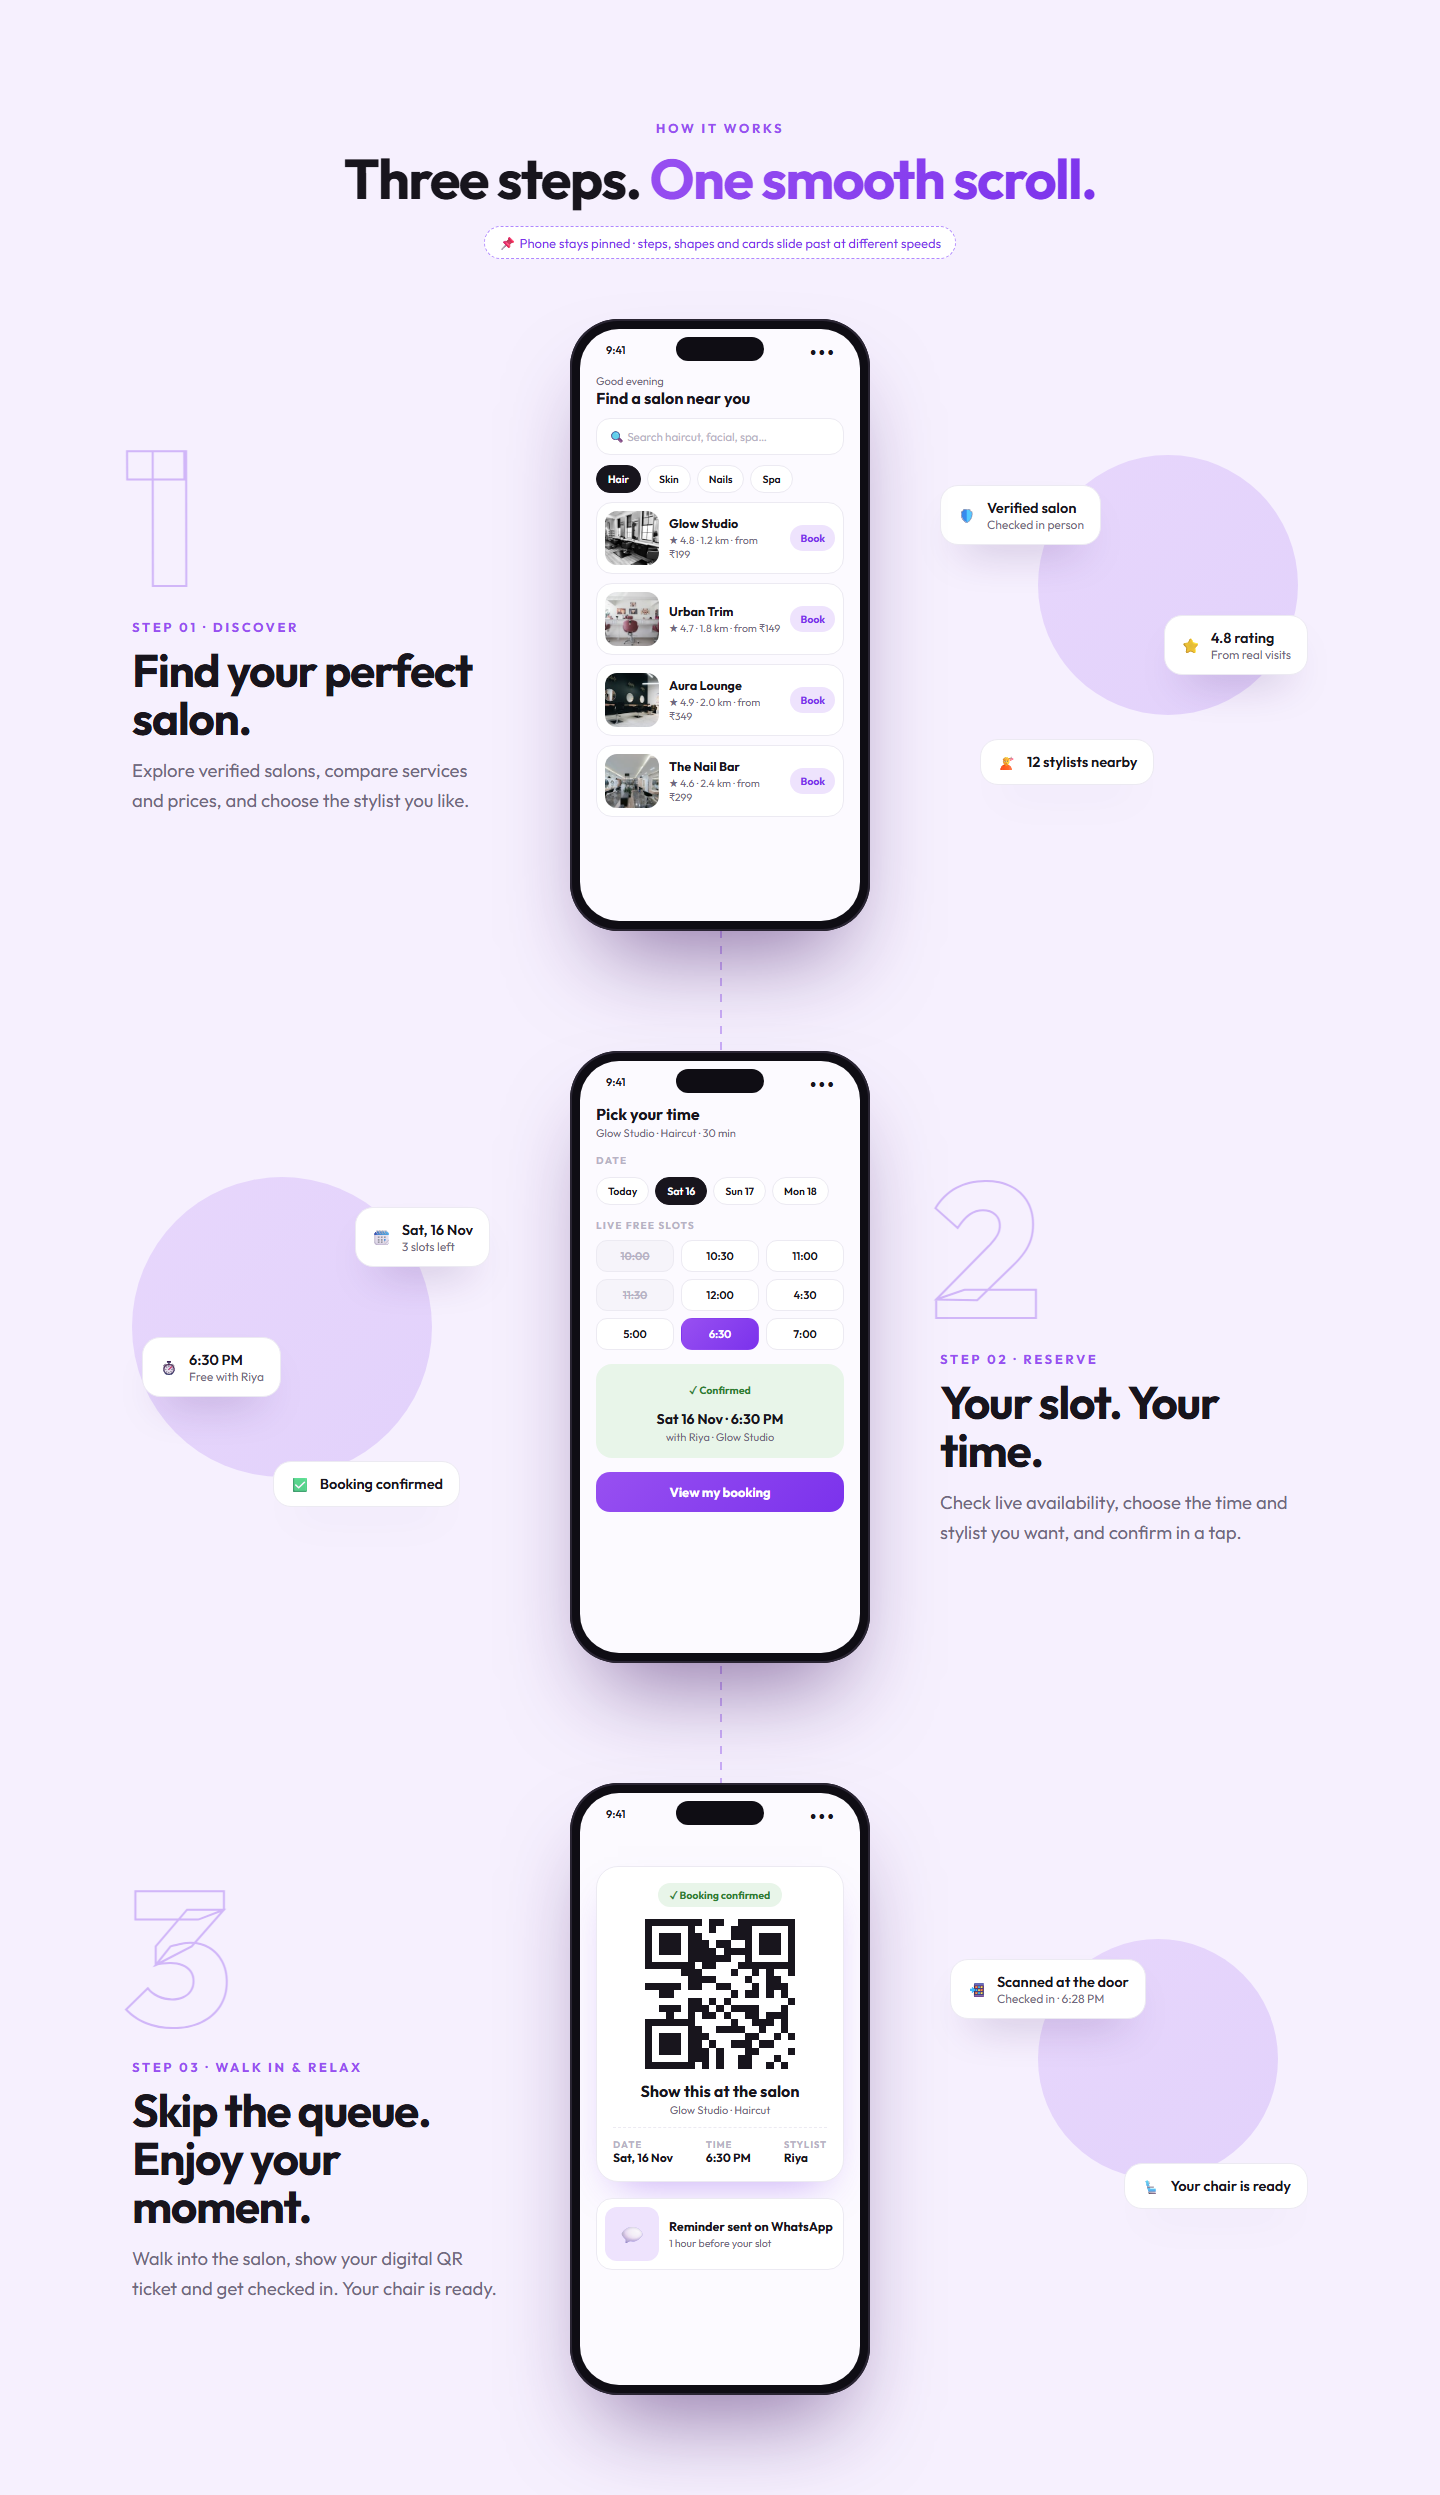 HOW IT WORKS
Three steps. One smooth scroll.
📌 Phone stays pinned · steps, shapes and cards slide past at different speeds
1
STEP 01 · DISCOVER
Find your perfect
salon.
Explore verified salons, compare services
and prices, and choose the stylist you like.
9:41
Good evening
Find a salon near you
🔍 Search haircut, facial, spa...
Hair Skin Nails Spa
Glow Studio
★ 4.8 · 1.2 km · from
₹199
Book
Urban Trim
★ 4.7 · 1.8 km · from ₹149
Book
Aura Lounge
★ 4.9 · 2.0 km · from
₹349
Book
The Nail Bar
★ 4.6 · 2.4 km · from
₹299
Book
Verified salon
Checked in person
4.8 rating
From real visits
12 stylists nearby
Sat, 16 Nov
3 slots left
6:30 PM
Free with Riya
Booking confirmed
9:41
Pick your time
Glow Studio · Haircut · 30 min
DATE
Today Sat 16 Sun 17 Mon 18
LIVE FREE SLOTS
10:00 10:30 11:00
11:30 12:00 4:30
5:00 6:30 7:00
✓ Confirmed
Sat 16 Nov · 6:30 PM
with Riya · Glow Studio
View my booking
2
STEP 02 · RESERVE
Your slot. Your
time.
Check live availability, choose the time and
stylist you want, and confirm in a tap.
3
STEP 03 · WALK IN & RELAX
Skip the queue.
Enjoy your
moment.
Walk into the salon, show your digital QR
ticket and get checked in. Your chair is ready.
9:41
✓ Booking confirmed
Show this at the salon
Glow Studio · Haircut
DATE TIME STYLIST
Sat, 16 Nov 6:30 PM Riya
Reminder sent on WhatsApp
1 hour before your slot
Scanned at the door
Checked in · 6:28 PM
Your chair is ready